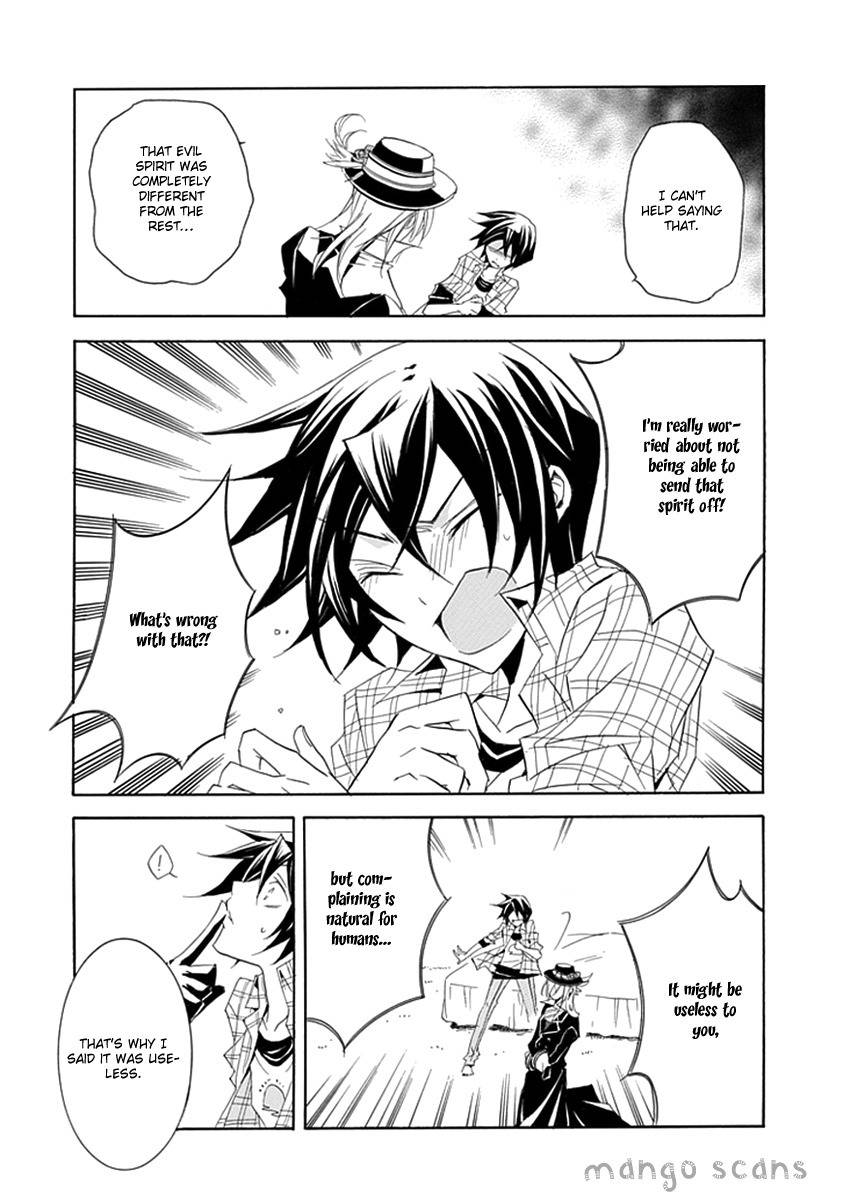 I CAN'T
HELP SAYING
THAT.
THAT EVIL
SPIRIT WAS
COMPLETELY
DIFFERENT
FROM THE
REST...
I'm really wor-
ried about not
being able to
send that
spirit off!
What's wrong
with that?!
It might be
useless to
you,
but com-
plaining is
natural for
humans...
!
THAT'S WHY I
SAID IT WAS USE-
LESS.
mango scans